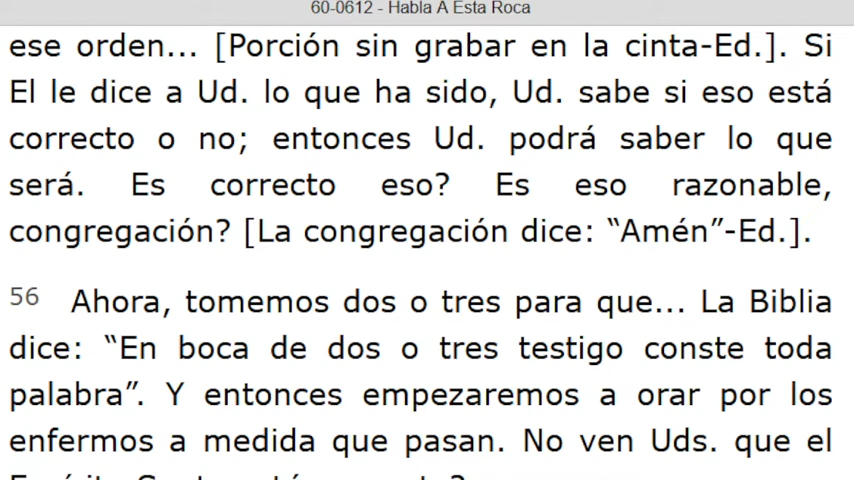 60-0612 - Habla A Esta Roca
ese orden... [Porción sin grabar en la cinta-Ed.]. Si
El le dice a Ud. lo que ha sido, Ud. sabe si eso está
correcto o no; entonces Ud. podrá saber lo que
será. Es correcto eso? Es eso razonable,
congregación? [La congregación dice: “Amén”-Ed.].
56 Ahora, tomemos dos o tres para que... La Biblia
dice: “En boca de dos o tres testigo conste toda
palabra”. Y entonces empezaremos a orar por los
enfermos a medida que pasan. No ven Uds. que el